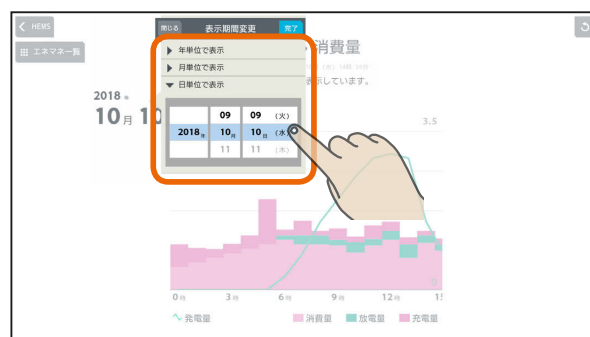 HEMS
閉じる 表示期間変更 完了
エネマネ一覧
年単位で表示
消費量
月単位で表示
日単位で表示
示しています。
2018年
10月 10
09 09 (火)
2018年 10月 10日 (水)
11 11 (木)
3.5
0
0時 3時 6時 9時 12時 15
発電量 消費量 放電量 充電量